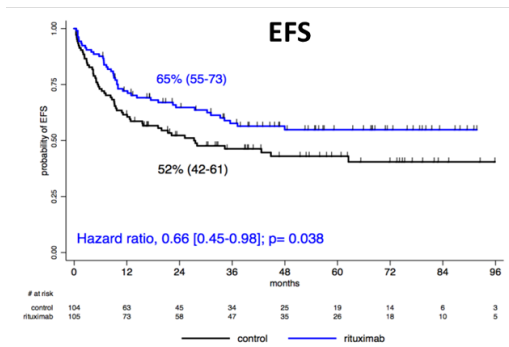 EFS
probability of EFS
1.00
0.75
0.50
0.25
0.00
65% (55-73)
52% (42-61)
Hazard ratio, 0.66 [0.45-0.98]; p= 0.038
0 12 24 36 48 60 72 84 96
months
# at risk
control 104 63 45 34 25 19 14 6 3
rituximab 105 73 58 47 35 26 18 10 5
control rituximab